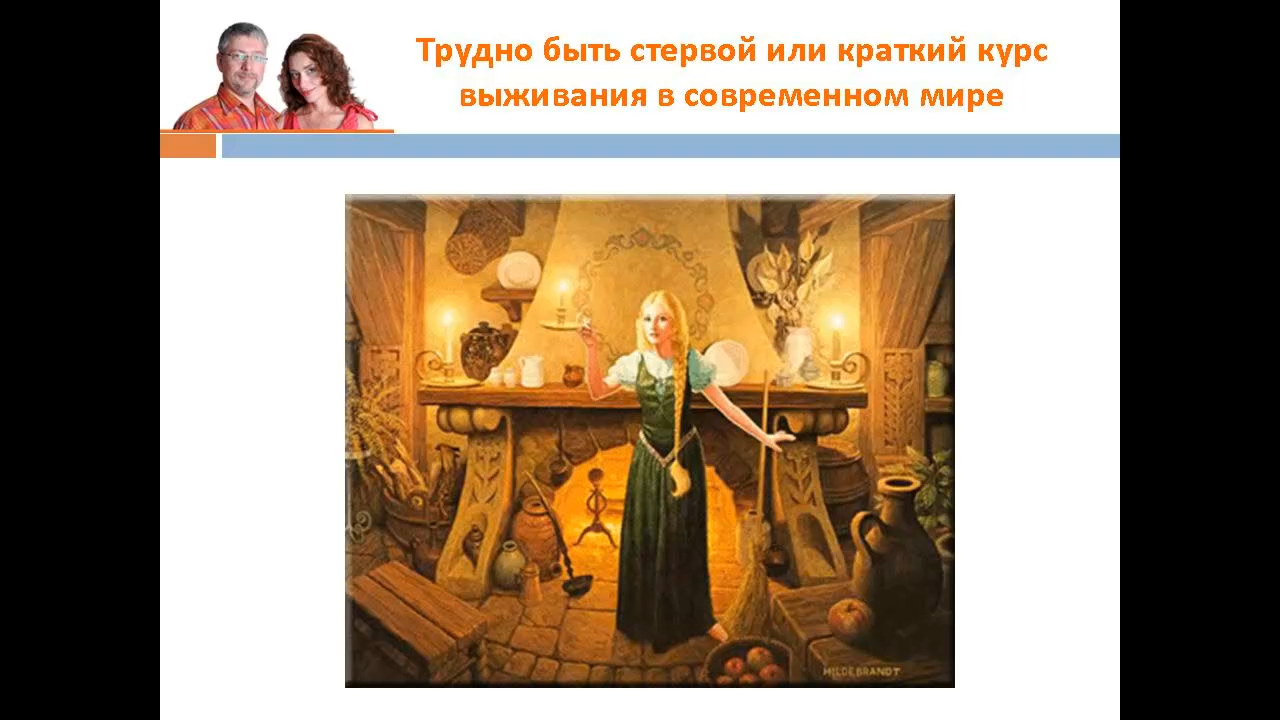 Трудно быть стервой или краткий курс
выживания в современном мире
HILDEBRANDT